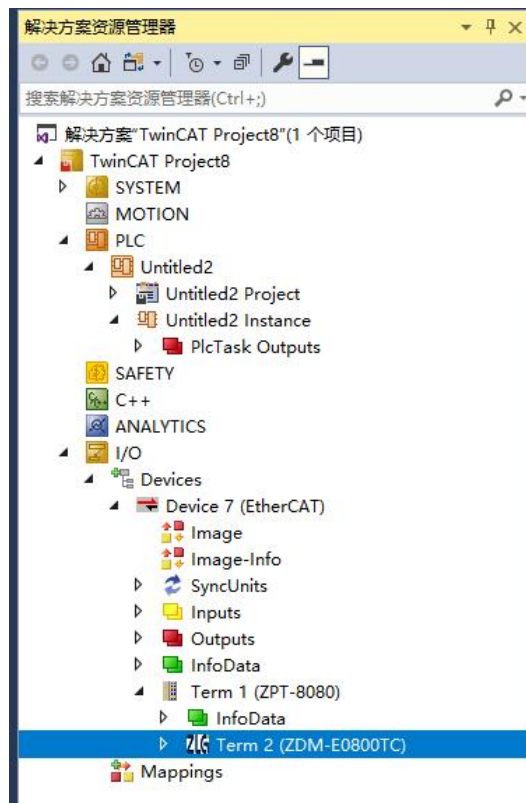 解决方案资源管理器
搜索解决方案资源管理器(Ctrl+;)
解决方案"TwinCAT Project8"(1 个项目)
TwinCAT Project8
SYSTEM
MOTION
PLC
Untitled2
Untitled2 Project
Untitled2 Instance
PlcTask Outputs
SAFETY
C++
ANALYTICS
I/O
Devices
Device 7 (EtherCAT)
Image
Image-Info
SyncUnits
Inputs
Outputs
InfoData
Term 1 (ZPT-8080)
InfoData
ZLG Term 2 (ZDM-E0800TC)
Mappings